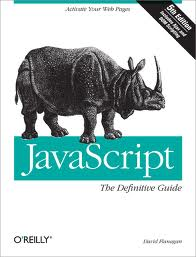 Activate Your Web Pages
5th Edition
JavaScript
The Definitive Guide
O'REILLY®
David Flanagan